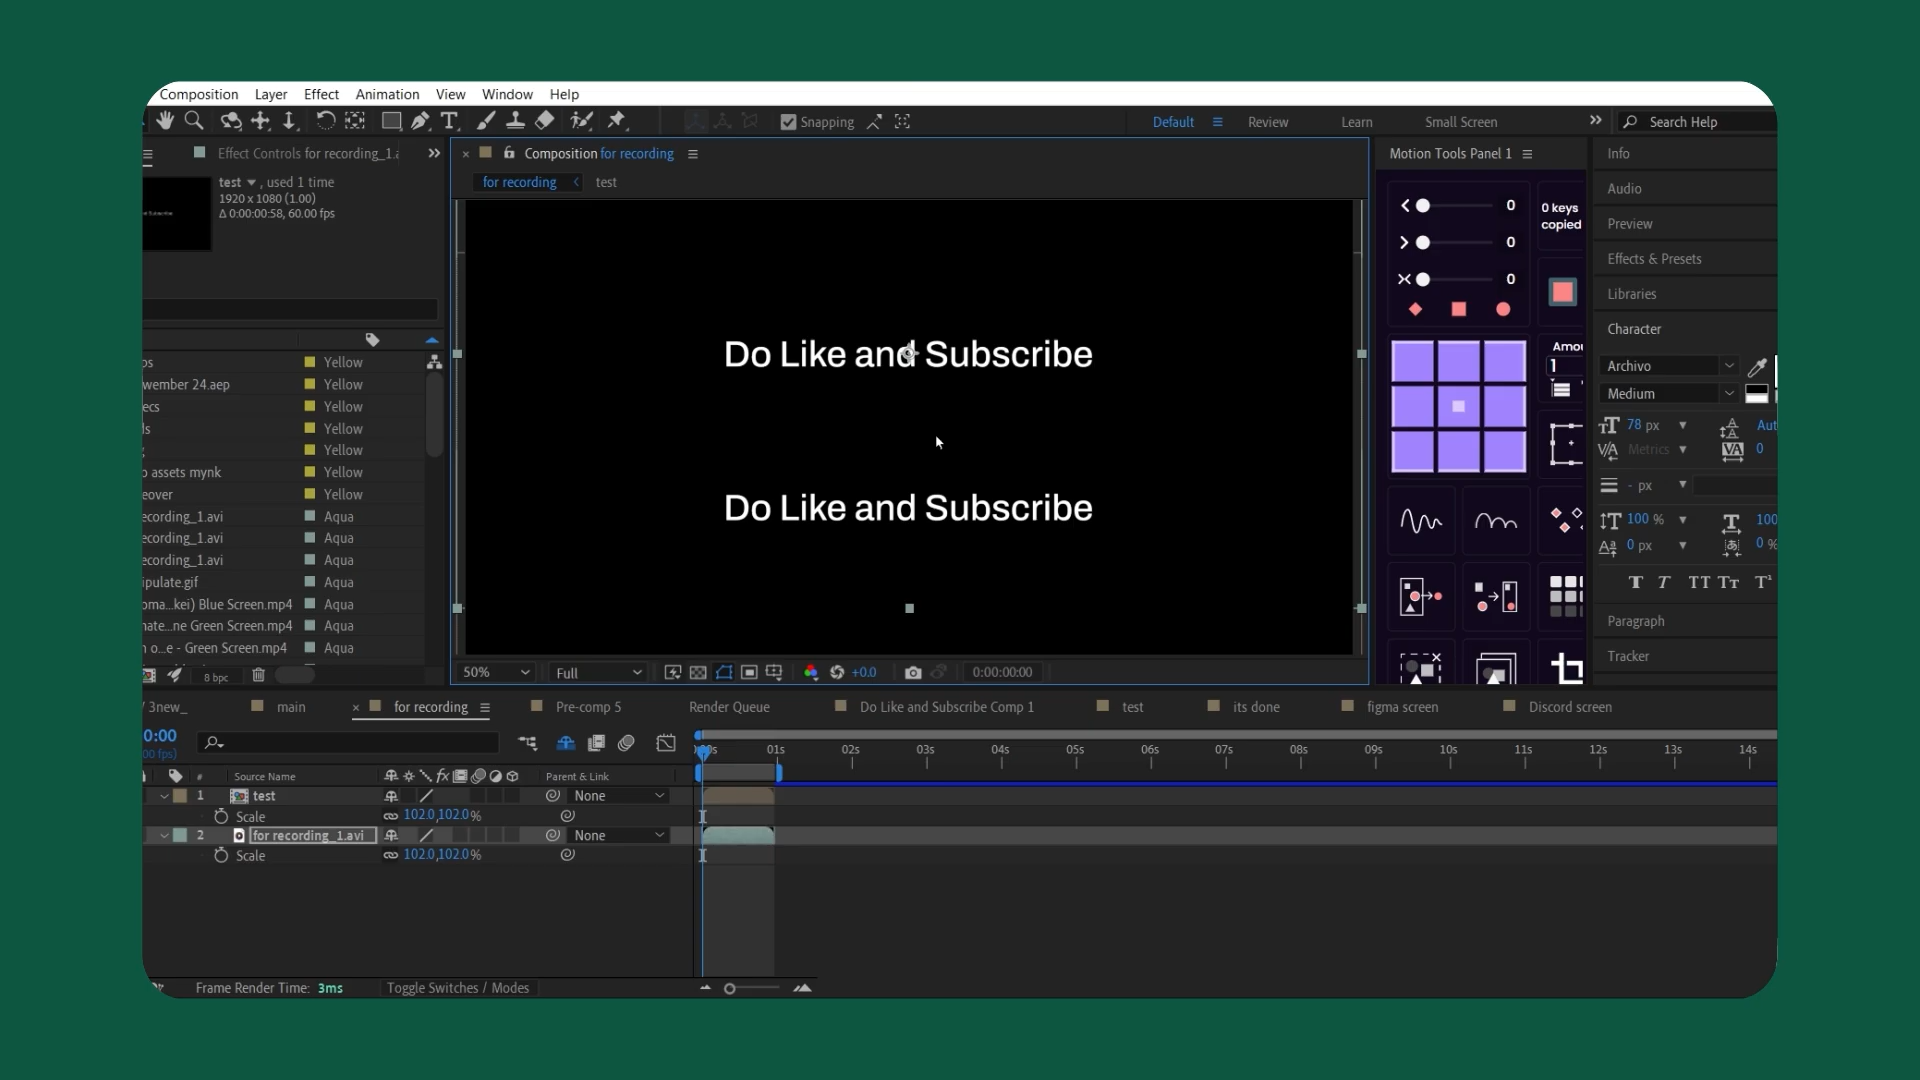 Composition Layer Effect Animation View Window Help
Snapping
Default Review Learn Small Screen
Search Help
Effect Controls for recording_1.a
test , used 1 time
1920 x 1080 (1.00)
Δ 0:00:00:58, 60.00 fps
Yellow
wember 24.aep Yellow
ecs Yellow
ls Yellow
Yellow
o assets mynk Yellow
eover Yellow
ecording_1.avi Aqua
ecording_1.avi Aqua
ecording_1.avi Aqua
ipulate.gif Aqua
oma...kei) Blue Screen.mp4 Aqua
nate...ne Green Screen.mp4 Aqua
n o...e - Green Screen.mp4 Aqua
8 bpc
Composition for recording
for recording test
Do Like and Subscribe
Do Like and Subscribe
50% Full +0.0 0:00:00:00
Motion Tools Panel 1
0
0
0
0 keys
copied
Amou
1
Info
Audio
Preview
Effects & Presets
Libraries
Character
Archivo
Medium
78 px Aut
Metrics 0
- px
100 % 100
0 px 0 %
Paragraph
Tracker
/ 3new_ main for recording Pre-comp 5 Render Queue Do Like and Subscribe Comp 1 test its done figma screen Discord screen
0:00
00 fps)
01s 02s 03s 04s 05s 06s 07s 08s 09s 10s 11s 12s 13s 14s
# Source Name fx Parent & Link
1 test None
Scale 102.0,102.0 %
2 for recording_1.avi None
Scale 102.0,102.0 %
Frame Render Time: 3ms Toggle Switches / Modes